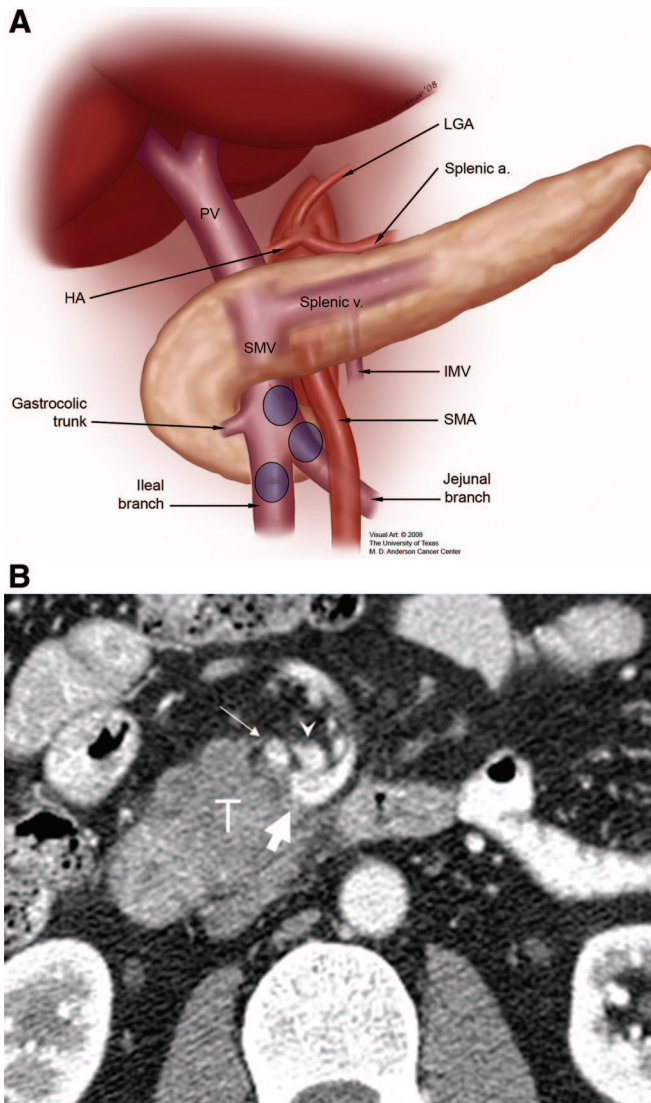 A
LGA
Splenic a.
PV
HA
Splenic v.
SMV
IMV
Gastrocolic
trunk
SMA
Ileal
branch
Jejunal
branch
Visual Art: © 2008
The University of Texas
M. D. Anderson Cancer Center
B
T